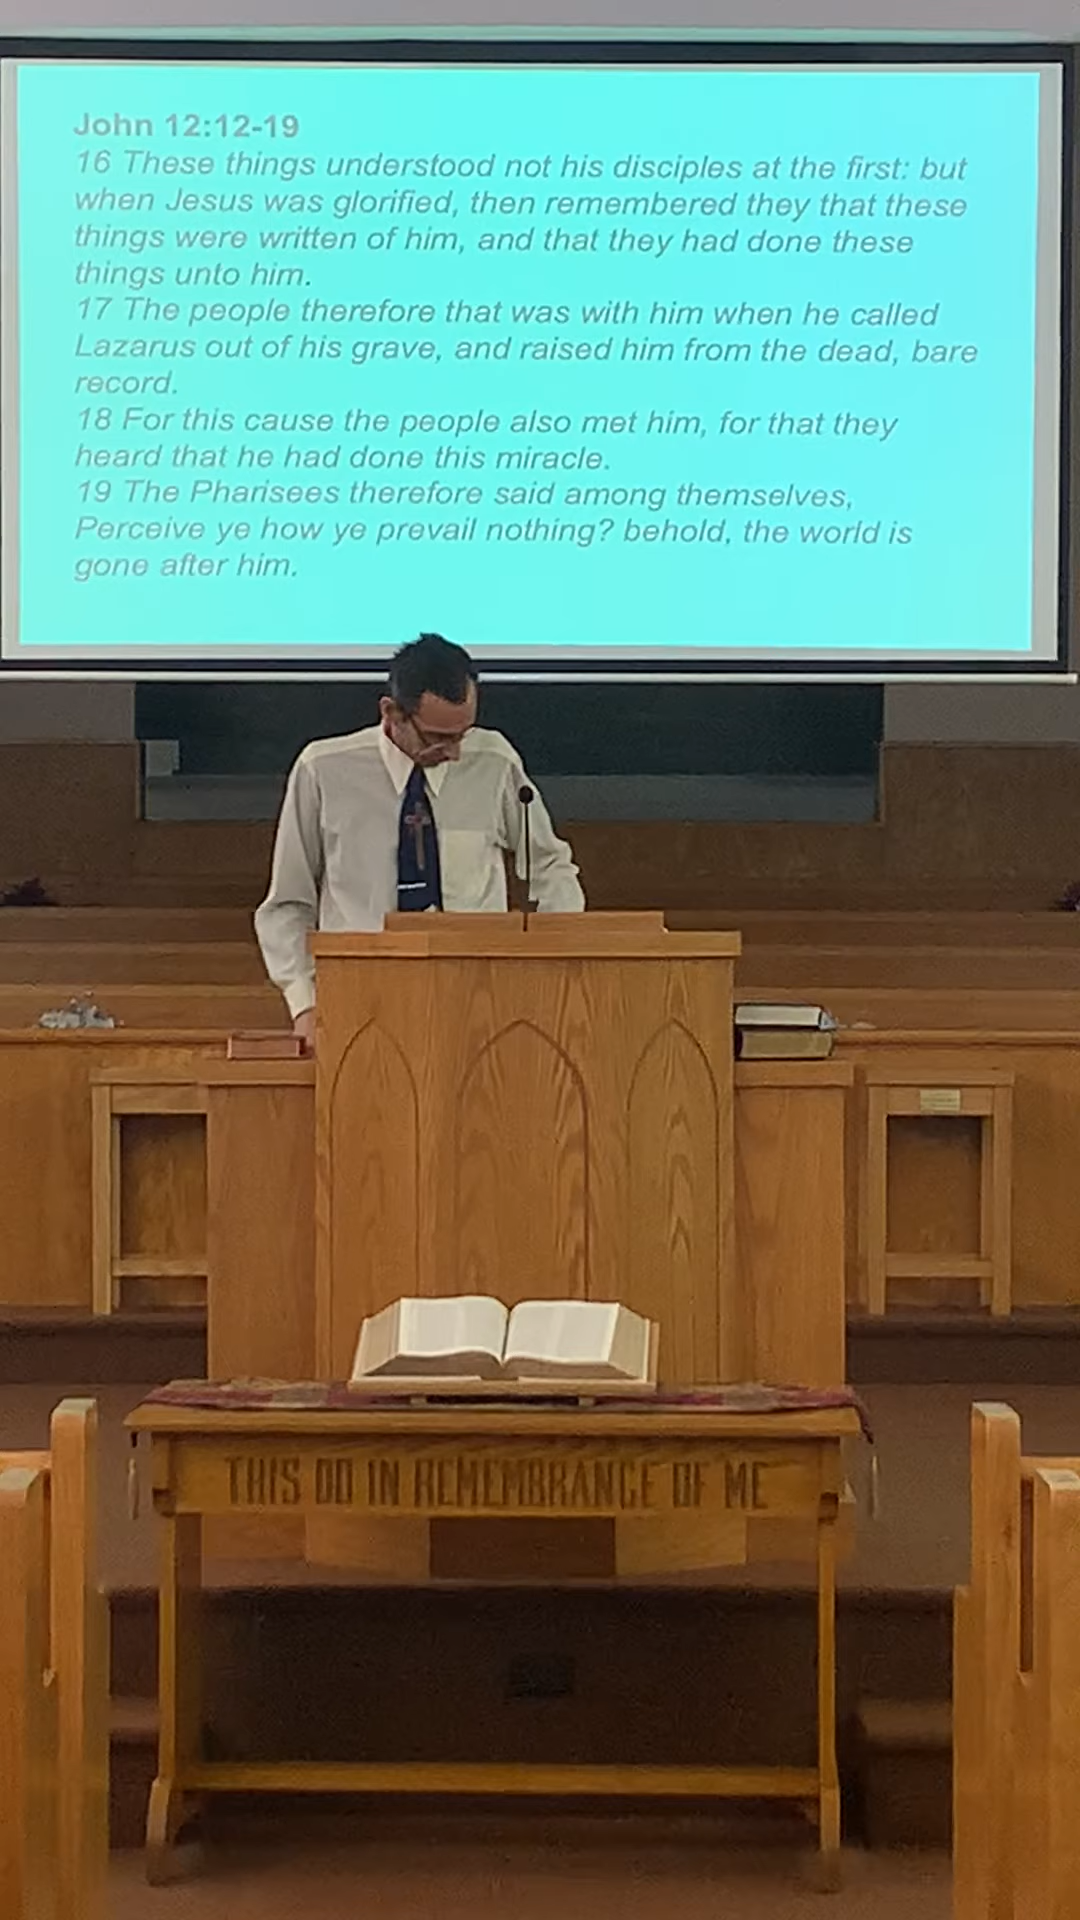 John 12:12-19
16 These things understood not his disciples at the first: but
when Jesus was glorified, then remembered they that these
things were written of him, and that they had done these
things unto him.
17 The people therefore that was with him when he called
Lazarus out of his grave, and raised him from the dead, bare
record.
18 For this cause the people also met him, for that they
heard that he had done this miracle.
19 The Pharisees therefore said among themselves,
Perceive ye how ye prevail nothing? behold, the world is
gone after him.
THIS DO IN REMEMBRANCE OF ME